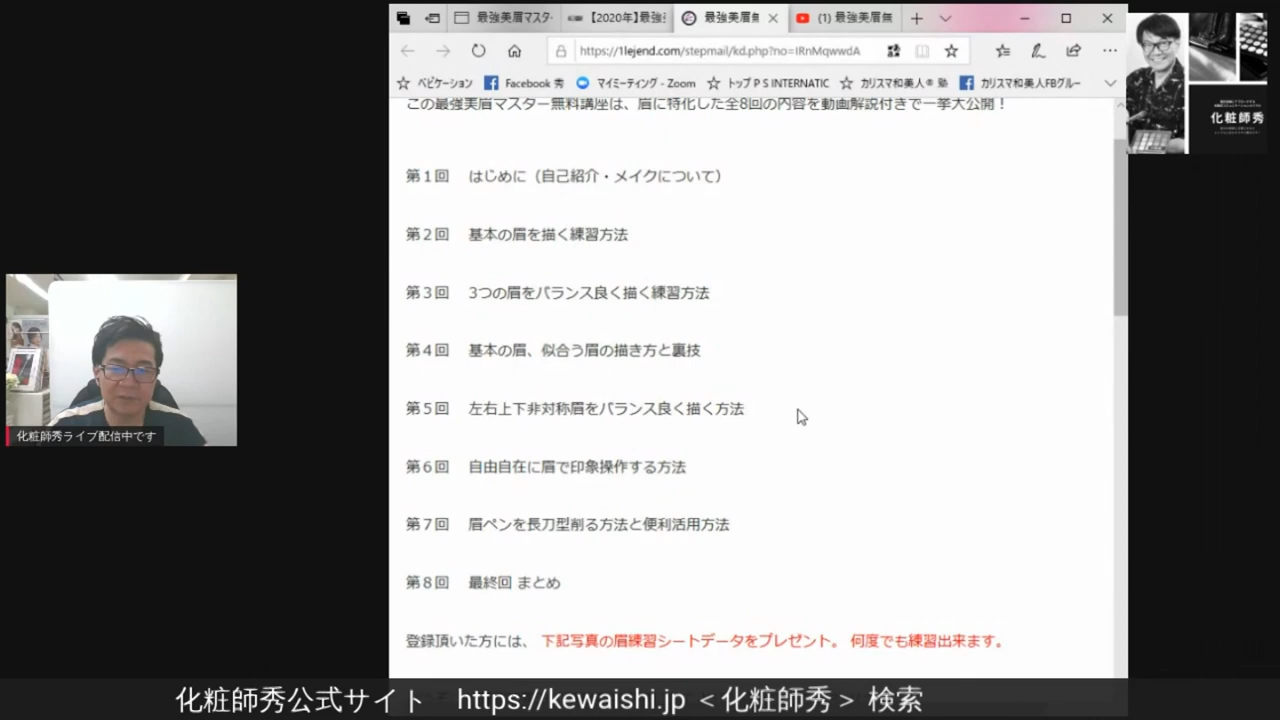 最強美眉マスタ-
【2020年】最強美
最強美眉無
(1) 最強美眉無
https://1lejend.com/stepmail/kd.php?no=IRnMqwwdA
ベビケーション
Facebook 秀
マイミーティング - Zoom
トップ P S INTERNATIC
カリスマ和美人® 塾
カリスマ和美人FBグルー
この最強美眉マスター無料講座は、眉に特化した全8回の内容を動画解説付きで一挙大公開！
第１回 はじめに（自己紹介・メイクについて）
第２回 基本の眉を描く練習方法
第３回 3つの眉をバランス良く描く練習方法
第４回 基本の眉、似合う眉の描き方と裏技
第５回 左右上下非対称眉をバランス良く描く方法
第６回 自由自在に眉で印象操作する方法
第７回 眉ペンを長刀型削る方法と便利活用方法
第８回 最終回 まとめ
登録頂いた方には、 下記写真の眉練習シートデータをプレゼント。 何度でも練習出来ます。
化粧師秀
化粧師秀ライブ配信中です
化粧師秀公式サイト https://kewaishi.jp ＜化粧師秀＞ 検索